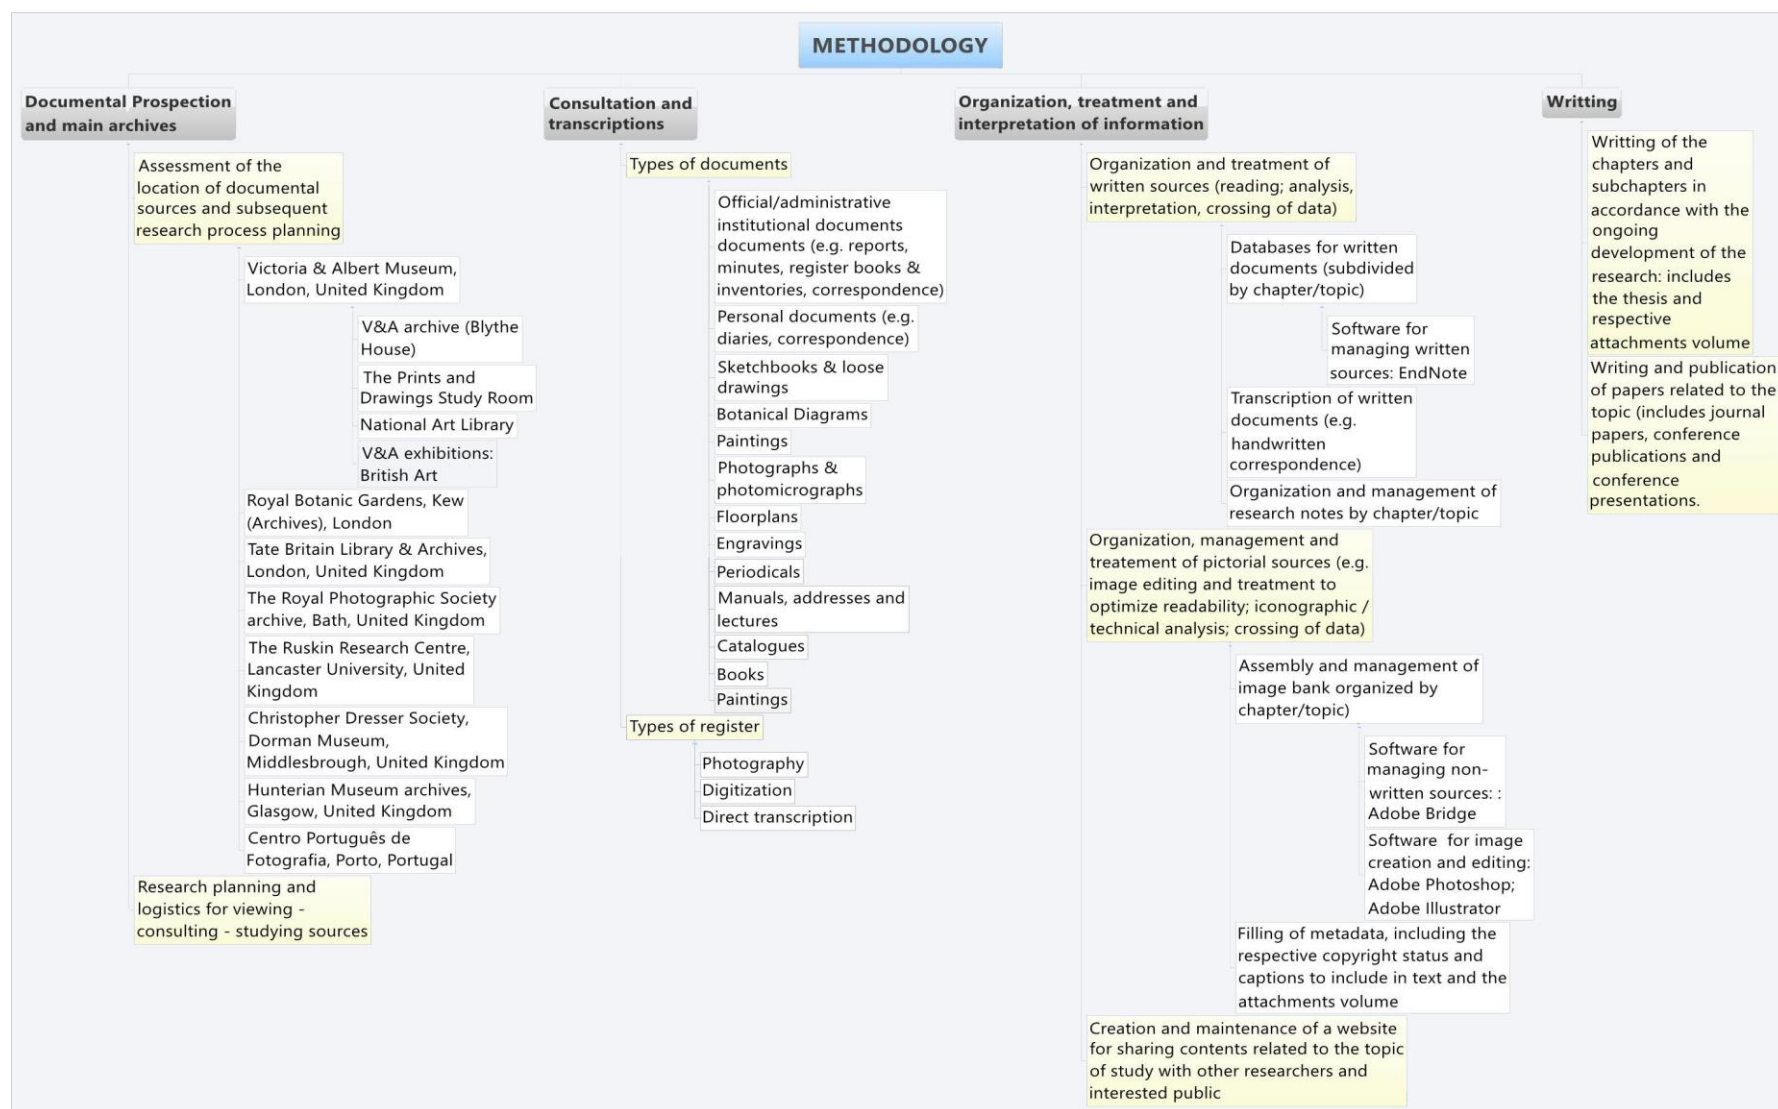 METHODOLOGY
Documental Prospection
and main archives
Assessment of the
location of documental
sources and subsequent
research process planning
Victoria & Albert Museum,
London, United Kingdom
V&A archive (Blythe
House)
The Prints and
Drawings Study Room
National Art Library
V&A exhibitions:
British Art
Royal Botanic Gardens, Kew
(Archives), London
Tate Britain Library & Archives,
London, United Kingdom
The Royal Photographic Society
archive, Bath, United Kingdom
The Ruskin Research Centre,
Lancaster University, United
Kingdom
Christopher Dresser Society,
Dorman Museum,
Middlesbrough, United Kingdom
Hunterian Museum archives,
Glasgow, United Kingdom
Centro Português de
Fotografia, Porto, Portugal
Research planning and
logistics for viewing -
consulting - studying sources
Consultation and
transcriptions
Types of documents
Official/administrative
institutional documents
documents (e.g. reports,
minutes, register books &
inventories, correspondence)
Personal documents (e.g.
diaries, correspondence)
Sketchbooks & loose
drawings
Botanical Diagrams
Paintings
Photographs &
photomicrographs
Floorplans
Engravings
Periodicals
Manuals, addresses and
lectures
Catalogues
Books
Paintings
Types of register
Photography
Digitization
Direct transcription
Organization, treatment and
interpretation of information
Organization and treatment of
written sources (reading; analysis,
interpretation, crossing of data)
Databases for written
documents (subdivided
by chapter/topic)
Software for
managing written
sources: EndNote
Transcription of written
documents (e.g.
handwritten
correspondence)
Organization and management of
research notes by chapter/topic
Organization, management and
treatement of pictorial sources (e.g.
image editing and treatment to
optimize readability; iconographic /
technical analysis; crossing of data)
Assembly and management of
image bank organized by
chapter/topic)
Software for
managing non-
written sources: :
Adobe Bridge
Software for image
creation and editing:
Adobe Photoshop;
Adobe Illustrator
Filling of metadata, including the
respective copyright status and
captions to include in text and the
attachments volume
Creation and maintenance of a website
for sharing contents related to the topic
of study with other researchers and
interested public
Writting
Writting of the
chapters and
subchapters in
accordance with the
ongoing
development of the
research: includes
the thesis and
respective
attachments volume
Writing and publication
of papers related to the
topic (includes journal
papers, conference
publications and
conference
presentations.